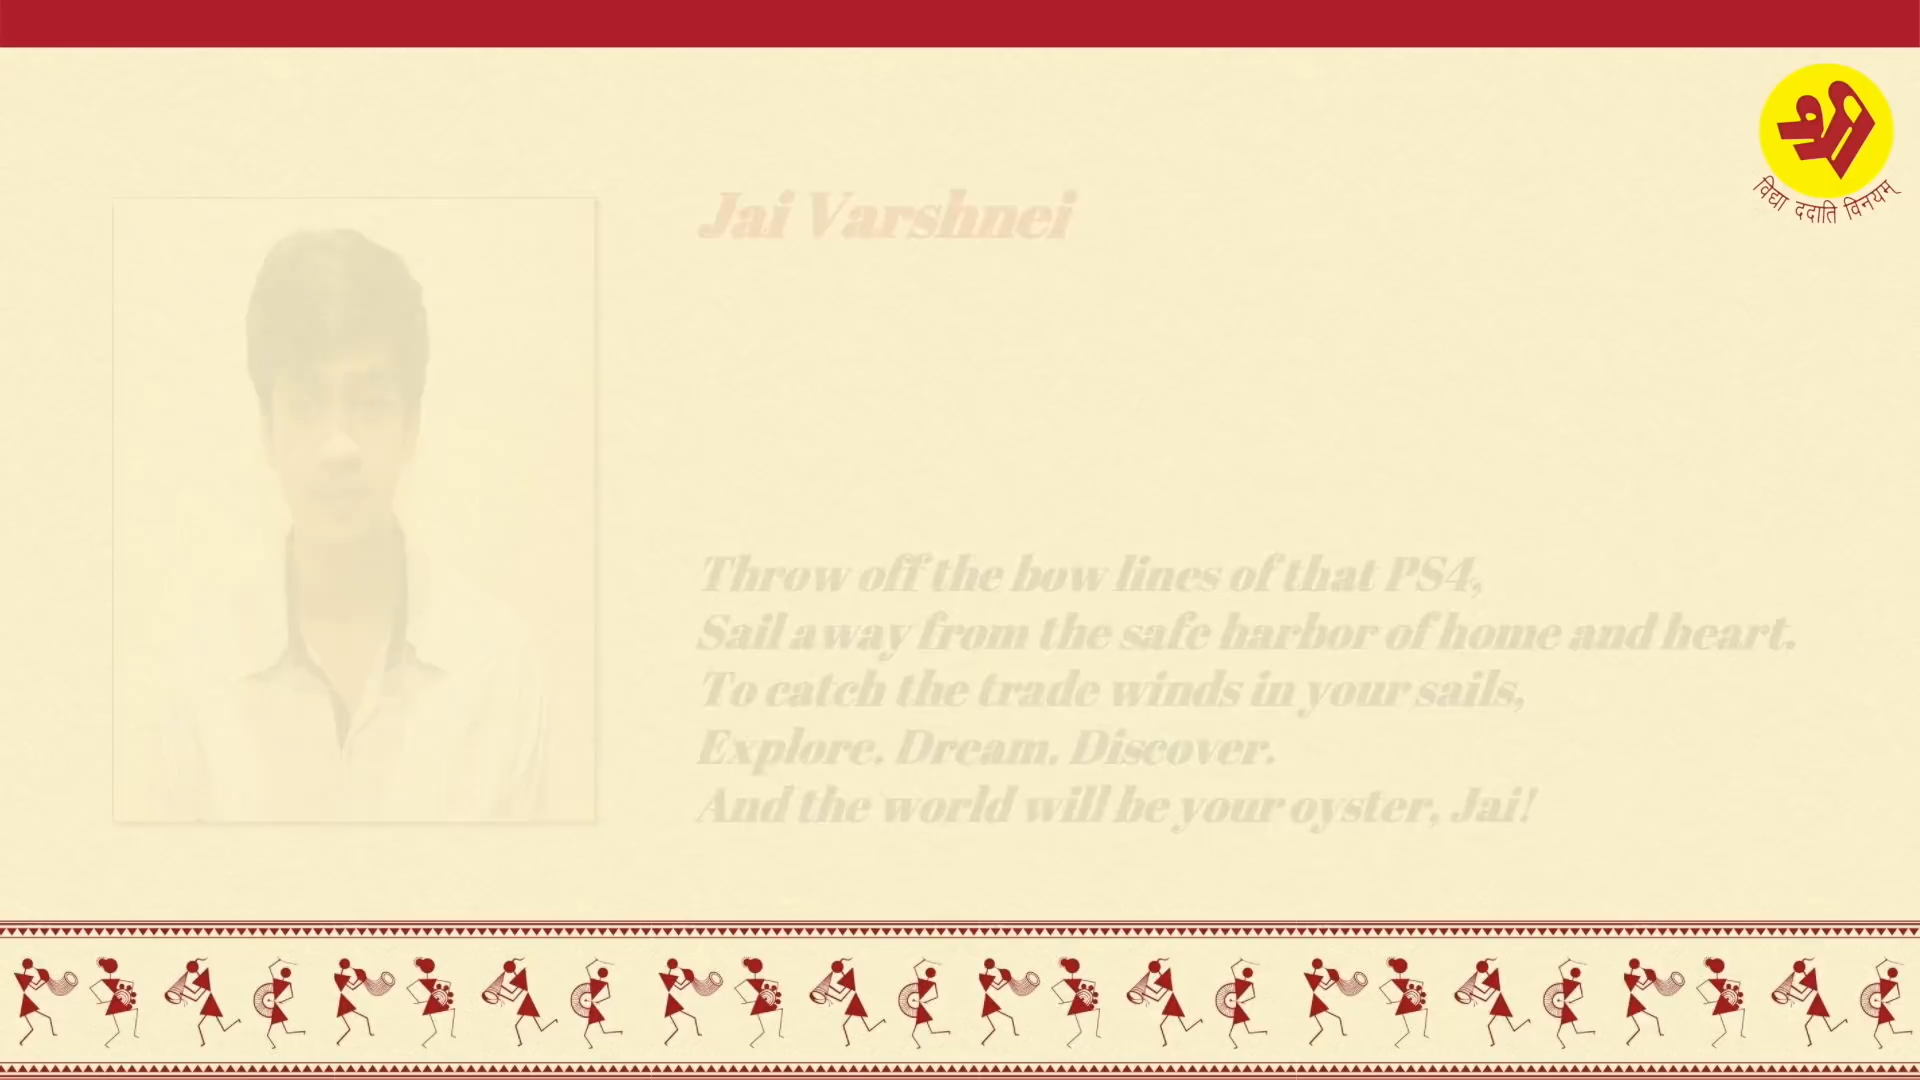 श्री
विद्या ददाति विनयम्
Jai Varshnei
Throw off the bow lines of that PS4,
Sail away from the safe harbor of home and heart.
To catch the trade winds in your sails,
Explore. Dream. Discover.
And the world will be your oyster, Jai!